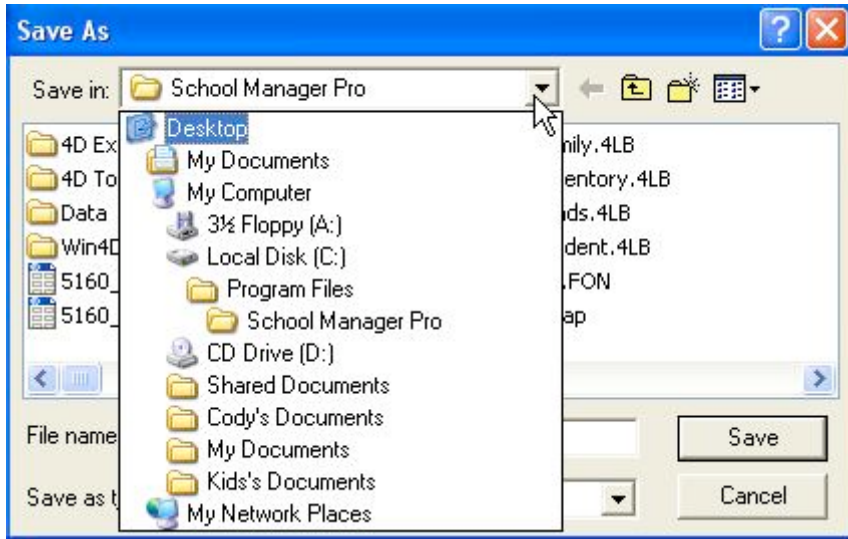 Save As
Save in: School Manager Pro
Desktop
My Documents
My Computer
3½ Floppy (A:)
Local Disk (C:)
Program Files
School Manager Pro
CD Drive (D:)
Shared Documents
Cody's Documents
My Documents
Kids's Documents
My Network Places
4D Ex
4D To
Data
Win4D
5160_
5160_
mily.4LB
entory.4LB
ds.4LB
dent.4LB
.FON
ap
File name
Save
Save as t
Cancel